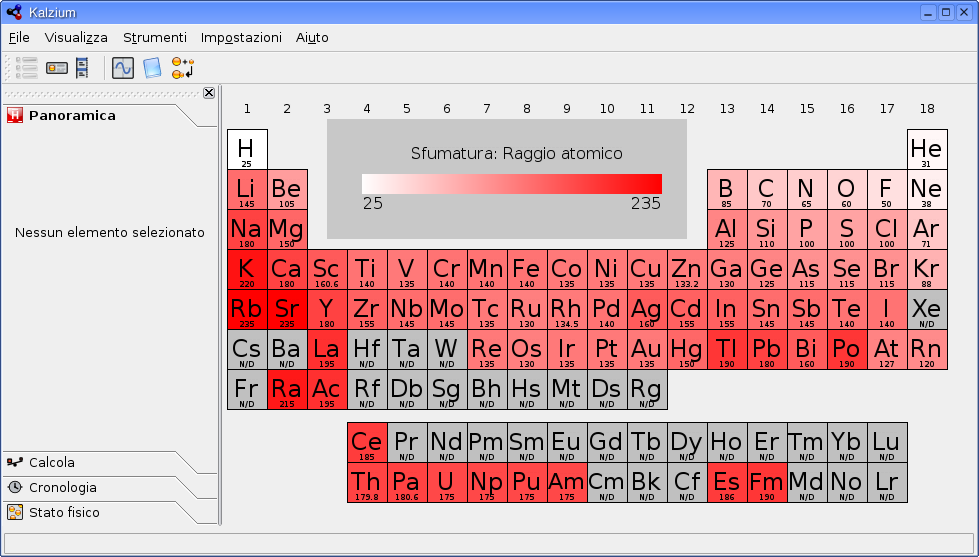 Kalzium
File Visualizza Strumenti Impostazioni Aiuto
Panoramica
Nessun elemento selezionato
Calcola
Cronologia
Stato fisico
1 2 3 4 5 6 7 8 9 10 11 12 13 14 15 16 17 18
Sfumatura: Raggio atomico
25 235
H He
25 31
Li Be B C N O F Ne
145 105 85 70 65 60 50 38
Na Mg Al Si P S Cl Ar
180 150 125 110 100 100 100 71
K Ca Sc Ti V Cr Mn Fe Co Ni Cu Zn Ga Ge As Se Br Kr
220 180 160.6 140 135 140 140 140 135 135 135 133.2 130 125 115 115 115 88
Rb Sr Y Zr Nb Mo Tc Ru Rh Pd Ag Cd In Sn Sb Te I Xe
235 235 180 155 145 145 135 130 134.5 140 160 155 155 145 145 140 140 N/D
Cs Ba La Hf Ta W Re Os Ir Pt Au Hg Tl Pb Bi Po At Rn
N/D N/D 195 N/D N/D N/D 135 130 135 135 135 150 190 180 160 190 127 120
Fr Ra Ac Rf Db Sg Bh Hs Mt Ds Rg
N/D 215 195 N/D N/D N/D N/D N/D N/D N/D N/D
Ce Pr Nd Pm Sm Eu Gd Tb Dy Ho Er Tm Yb Lu
185 N/D N/D N/D N/D N/D N/D N/D N/D N/D N/D N/D N/D N/D
Th Pa U Np Pu Am Cm Bk Cf Es Fm Md No Lr
179.8 180.6 175 175 175 175 N/D N/D N/D 186 190 N/D N/D N/D